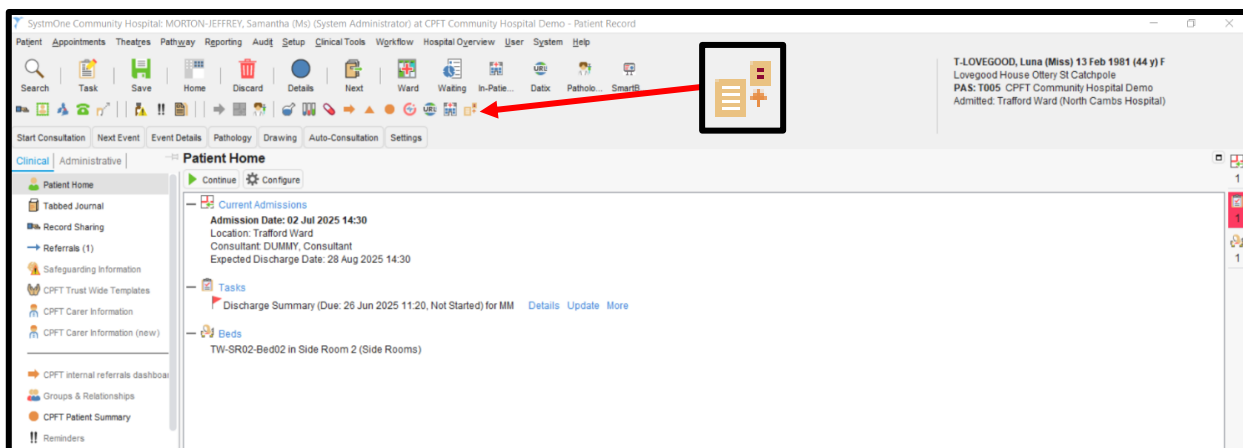 SystmOne Community Hospital: MORTON-JEFFREY, Samantha (Ms) (System Administrator) at CPFT Community Hospital Demo - Patient Record
Patient Appointments Theatres Pathway Reporting Audit Setup Clinical Tools Workflow Hospital Overview User System Help
Search Task Save Home Discard Details Next Ward Waiting In-Patie... Datix Patholo... SmartB...
T-LOVEGOOD, Luna (Miss) 13 Feb 1981 (44 y) F
Lovegood House Ottery St Catchpole
PAS: T005 CPFT Community Hospital Demo
Admitted: Trafford Ward (North Cambs Hospital)
Start Consultation Next Event Event Details Pathology Drawing Auto-Consultation Settings
Clinical Administrative
Patient Home
Tabbed Journal
Record Sharing
Referrals (1)
Safeguarding Information
CPFT Trust Wide Templates
CPFT Carer Information
CPFT Carer Information (new)
CPFT internal referrals dashboar
Groups & Relationships
CPFT Patient Summary
Reminders
Patient Home
Continue Configure
Current Admissions
Admission Date: 02 Jul 2025 14:30
Location: Trafford Ward
Consultant: DUMMY, Consultant
Expected Discharge Date: 28 Aug 2025 14:30
Tasks
Discharge Summary (Due: 26 Jun 2025 11:20, Not Started) for MM Details Update More
Beds
TW-SR02-Bed02 in Side Room 2 (Side Rooms)
1
1
1